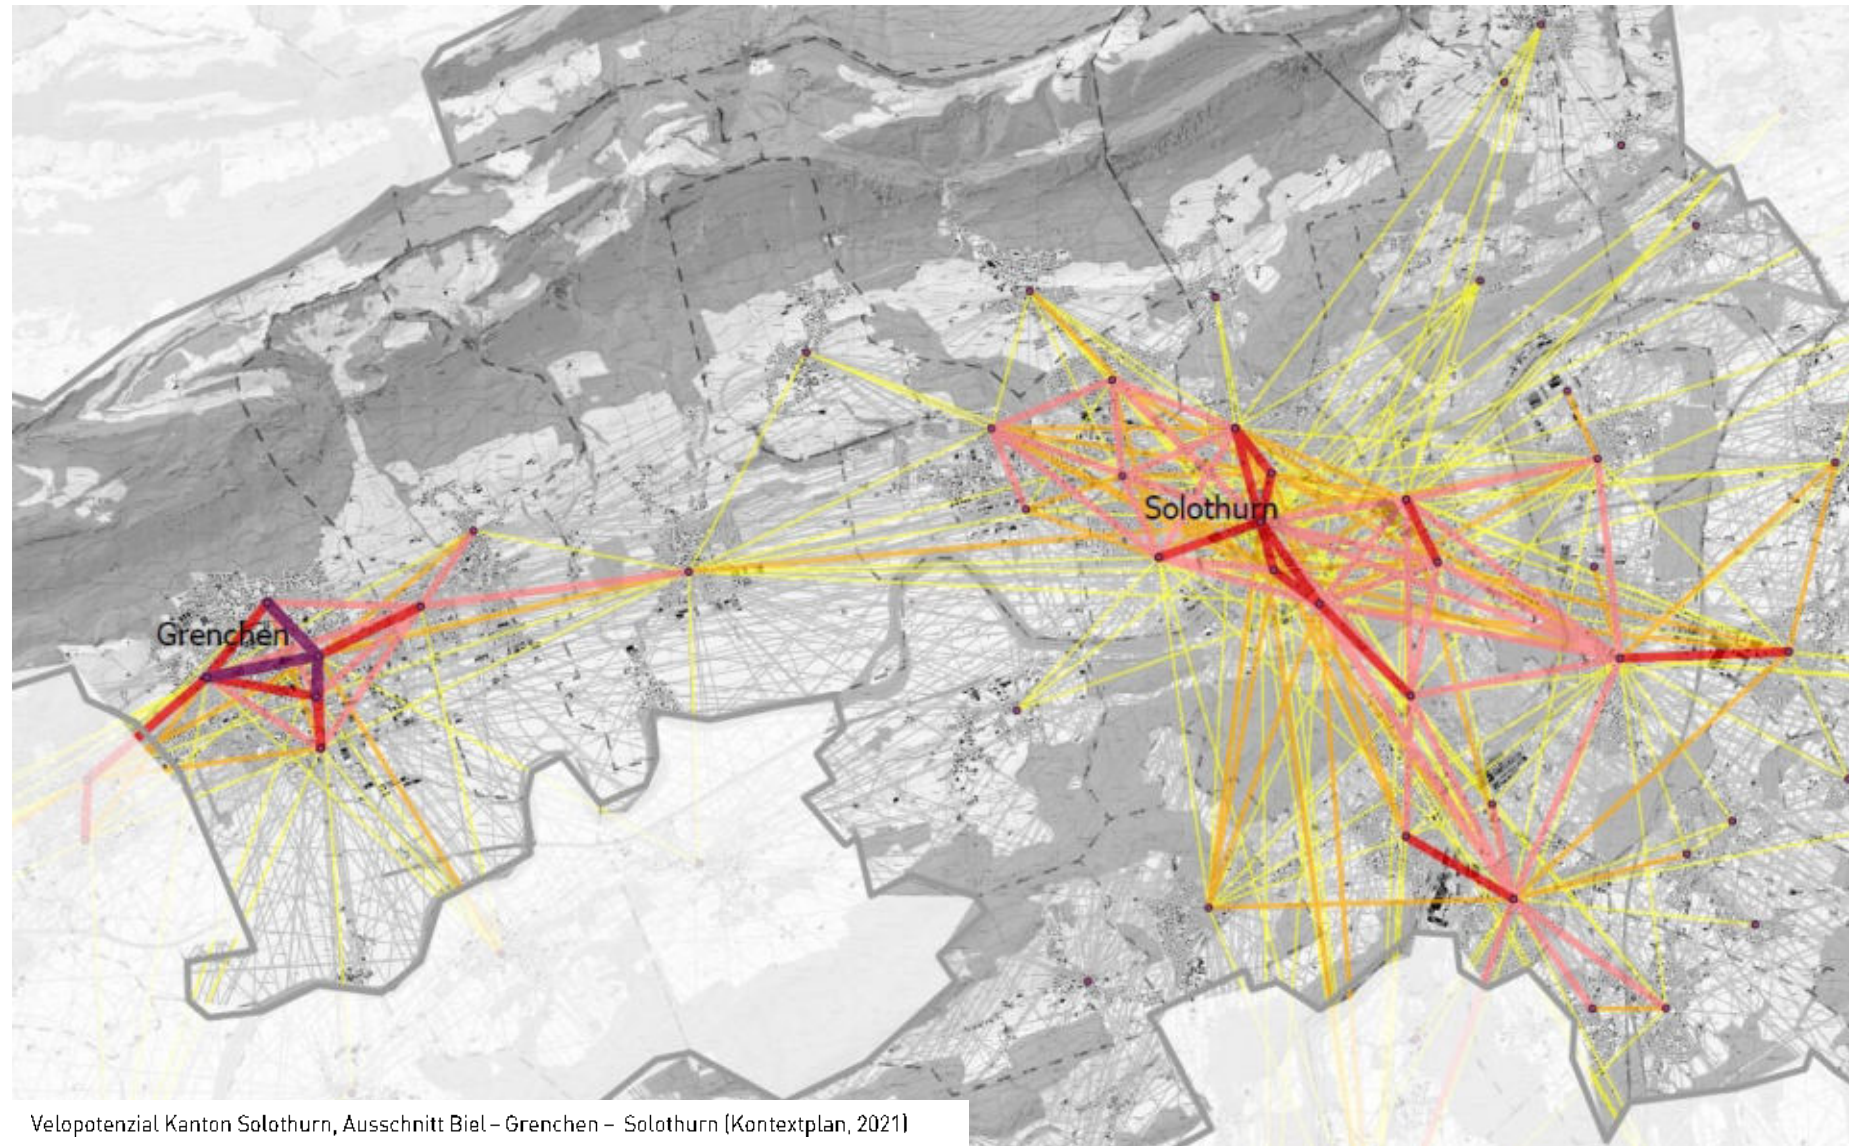 Solothurn
Grenchen
Velopotenzial Kanton Solothurn, Ausschnitt Biel – Grenchen – Solothurn (Kontextplan, 2021)